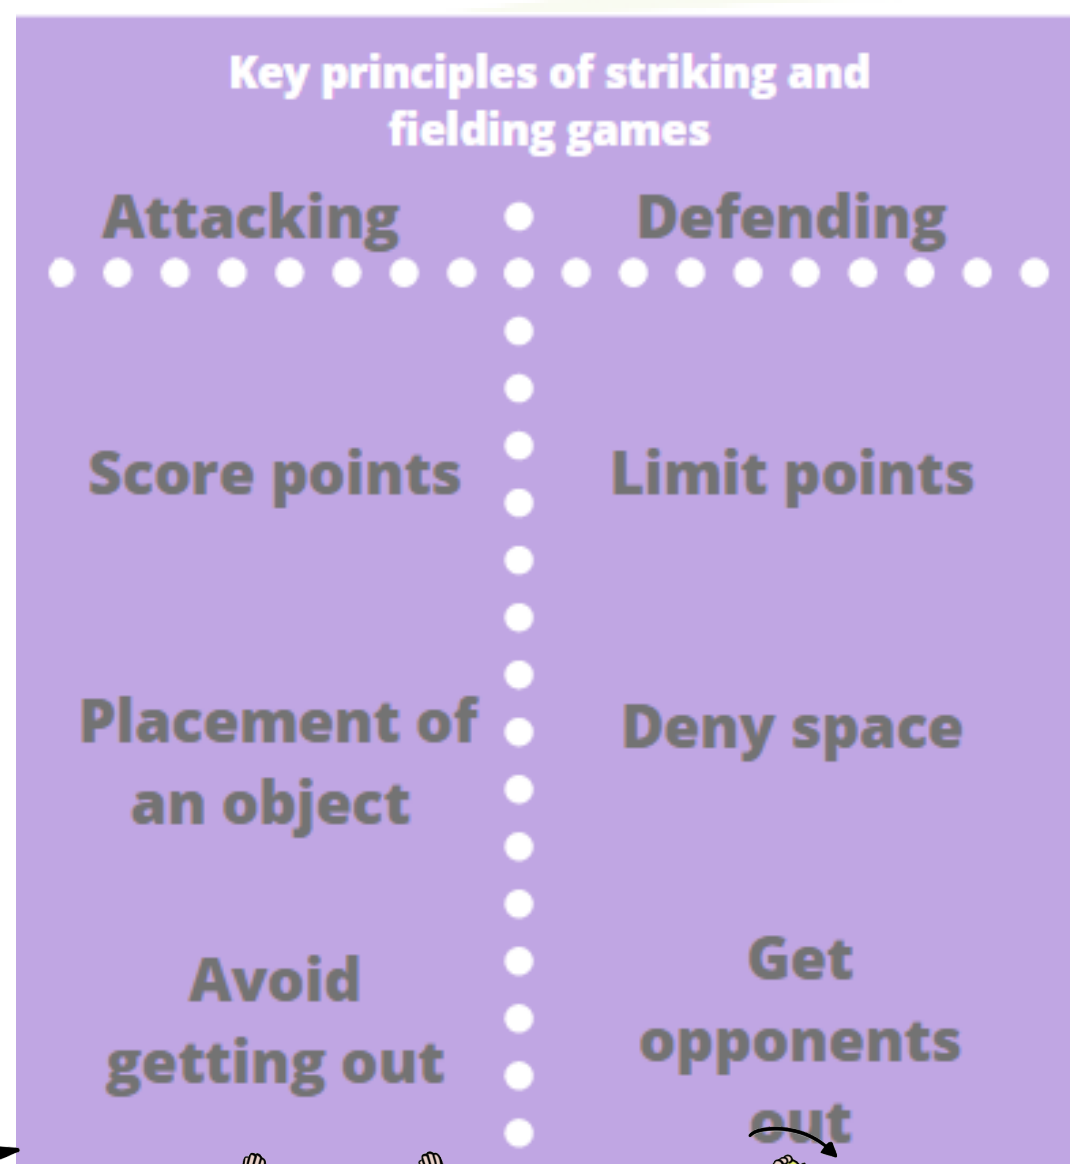 Key principles of striking and
fielding games
Attacking
Defending
Score points
Limit points
Placement of
an object
Deny space
Avoid
getting out
Get
opponents
out